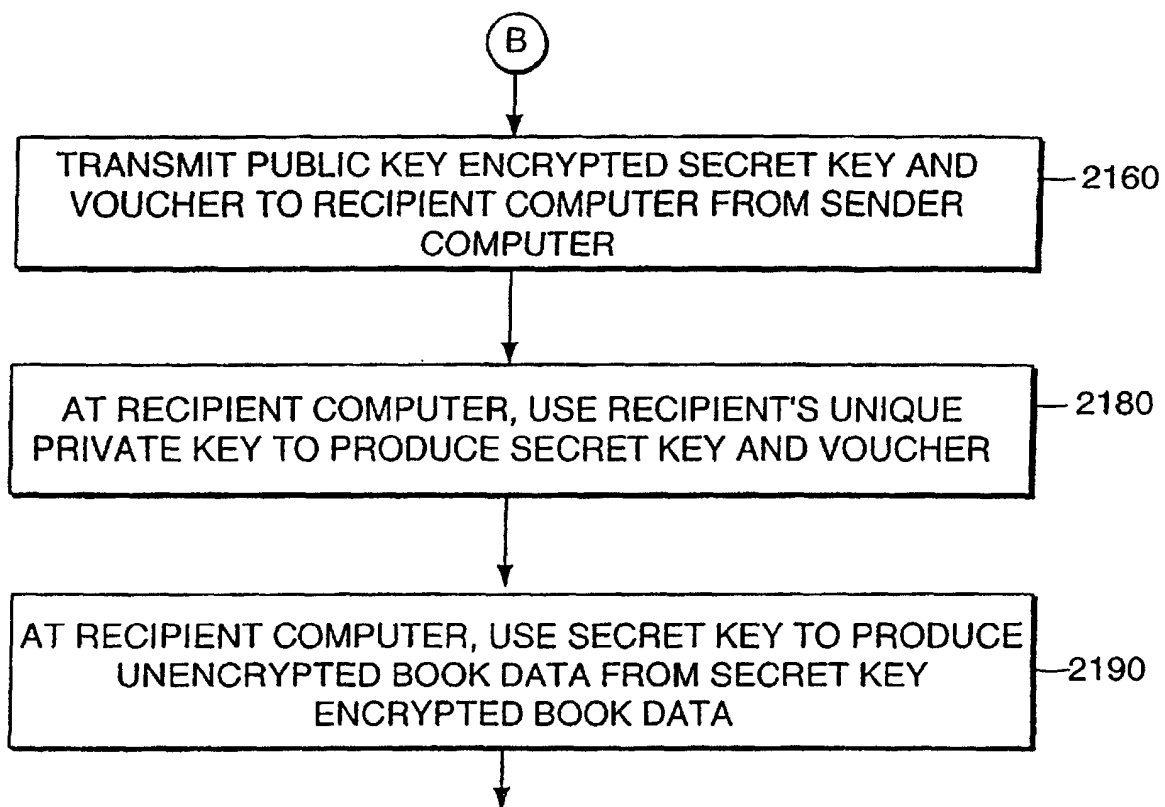 B
TRANSMIT PUBLIC KEY ENCRYPTED SECRET KEY AND
VOUCHER TO RECIPIENT COMPUTER FROM SENDER
COMPUTER
2160
AT RECIPIENT COMPUTER, USE RECIPIENT'S UNIQUE
PRIVATE KEY TO PRODUCE SECRET KEY AND VOUCHER
2180
AT RECIPIENT COMPUTER, USE SECRET KEY TO PRODUCE
UNENCRYPTED BOOK DATA FROM SECRET KEY
ENCRYPTED BOOK DATA
2190